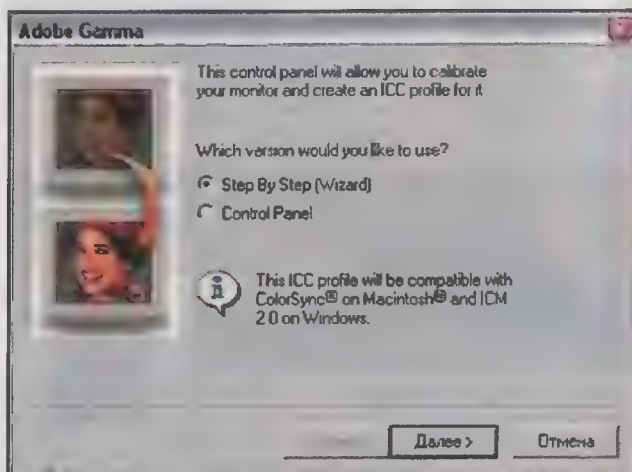 Adobe Gamma
This control panel will allow you to calibrate
your monitor and create an ICC profile for it
Which version would you like to use?
Step By Step (Wizard)
Control Panel
This ICC profile will be compatible with
ColorSync® on Macintosh® and ICM
2.0 on Windows.
Далее >
Отмена